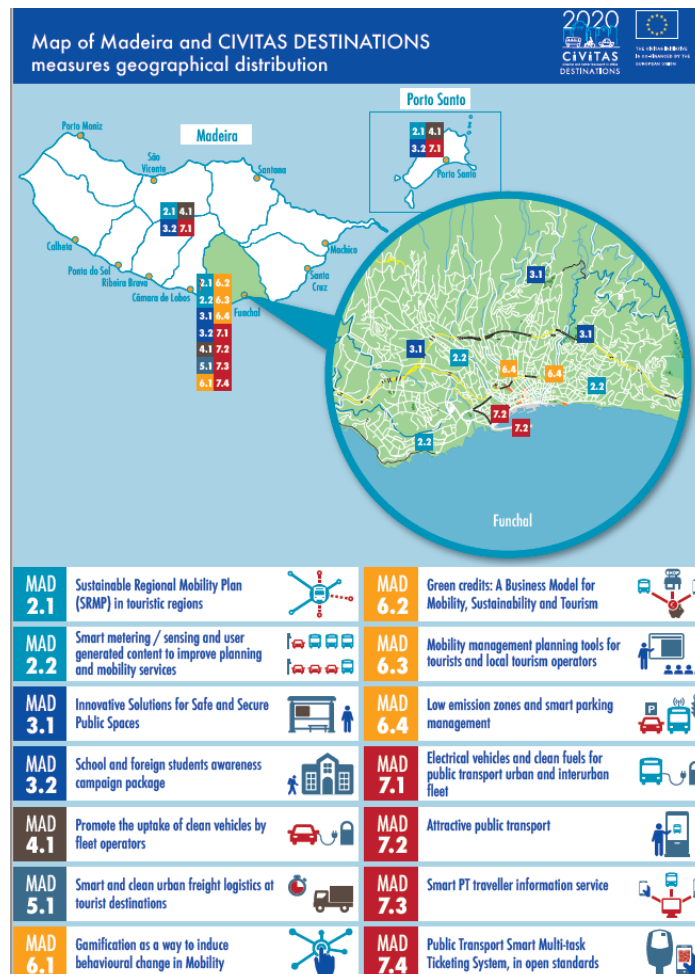 Map of Madeira and CIVITAS DESTINATIONS
measures geographical distribution
2020
CiViTAS
DESTINATIONS
THE CIVITAS INITIATIVE
IS CO-FINANCED BY THE
EUROPEAN UNION
Porto Santo
2.1 4.1
3.2 7.1
Porto Santo
Madeira
Porto Moniz
São
Vicente
Santana
2.1 4.1
3.2 7.1
Calheta
Ponta do Sol
Ribeira Brava
Câmara de Lobos
Machico
Santa
Cruz
Funchal
2.1 6.2
2.2 6.3
3.1 6.4
3.2 7.1
4.1 7.2
5.1 7.3
6.1 7.4
3.1
3.1
3.1
2.2
6.4
6.4
2.2
7.2
7.2
2.2
Funchal
MAD
2.1
Sustainable Regional Mobility Plan
(SRMP) in touristic regions
MAD
2.2
Smart metering / sensing and user
generated content to improve planning
and mobility services
MAD
3.1
Innovative Solutions for Safe and Secure
Public Spaces
MAD
3.2
School and foreign students awareness
campaign package
MAD
4.1
Promote the uptake of clean vehicles by
fleet operators
MAD
5.1
Smart and clean urban freight logistics at
tourist destinations
MAD
6.1
Gamification as a way to induce
behavioural change in Mobility
MAD
6.2
Green credits: A Business Model for
Mobility, Sustainability and Tourism
SHOP
MAD
6.3
Mobility management planning tools for
tourists and local tourism operators
MAD
6.4
Low emission zones and smart parking
management
P
MAD
7.1
Electrical vehicles and clean fuels for
public transport urban and interurban
fleet
MAD
7.2
Attractive public transport
MAD
7.3
Smart PT traveller information service
MAD
7.4
Public Transport Smart Multi-task
Ticketing System, in open standards